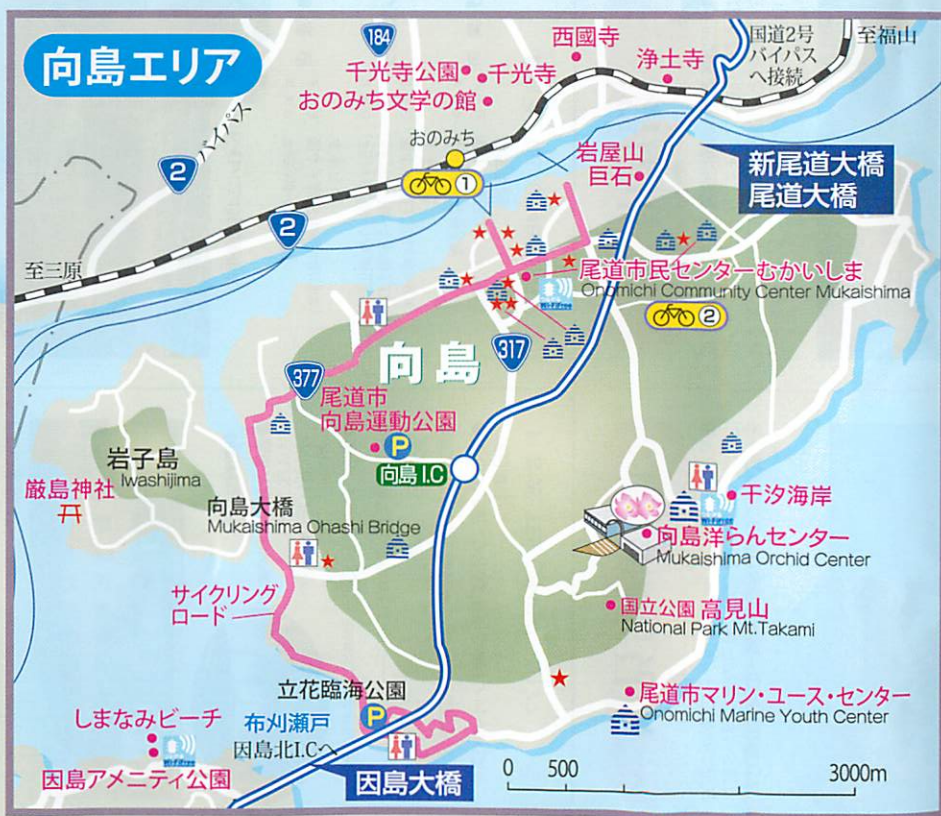 向島エリア
184
西國寺
国道2号
バイパス
へ接続
至福山
千光寺公園
千光寺
浄土寺
おのみち文学の館
バイパス
2
おのみち
①
岩屋山
巨石
新尾道大橋
尾道大橋
2
至三原
尾道市民センターむかいしま
Onomichi Community Center Mukaishima
②
向島
317
377
尾道市
向島運動公園
P
向島 I.C
岩子島
Iwashijima
厳島神社
向島大橋
Mukaishima Ohashi Bridge
干汐海岸
向島洋らんセンター
Mukaishima Orchid Center
サイクリング
ロード
国立公園 高見山
National Park Mt.Takami
立花臨海公園
P
尾道市マリン・ユース・センター
Onomichi Marine Youth Center
しまなみビーチ
布刈瀬戸
因島北I.Cへ
因島アメニティ公園
因島大橋
0 500 3000m